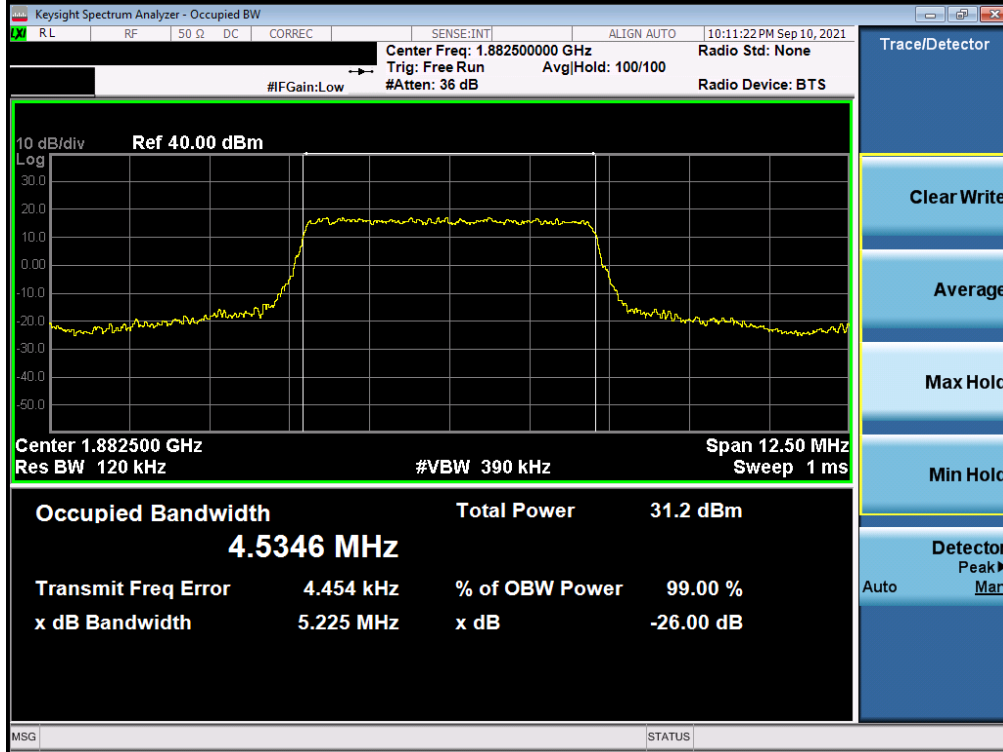 Keysight Spectrum Analyzer - Occupied BW
LXI RL RF 50 Ω DC CORREC SENSE:INT ALIGN AUTO 10:11:22 PM Sep 10, 2021
Center Freq: 1.882500000 GHz Radio Std: None
Trig: Free Run Avg|Hold: 100/100
#IFGain:Low #Atten: 36 dB Radio Device: BTS
Trace/Detector
10 dB/div Ref 40.00 dBm
Log
30.0
20.0
10.0
0.00
-10.0
-20.0
-30.0
-40.0
-50.0
Center 1.882500 GHz Span 12.50 MHz
Res BW 120 kHz #VBW 390 kHz Sweep 1 ms
Occupied Bandwidth Total Power 31.2 dBm
4.5346 MHz
Transmit Freq Error 4.454 kHz % of OBW Power 99.00 %
x dB Bandwidth 5.225 MHz x dB -26.00 dB
Clear Write
Average
Max Hold
Min Hold
Detector
Peak▶
Auto Man
MSG STATUS